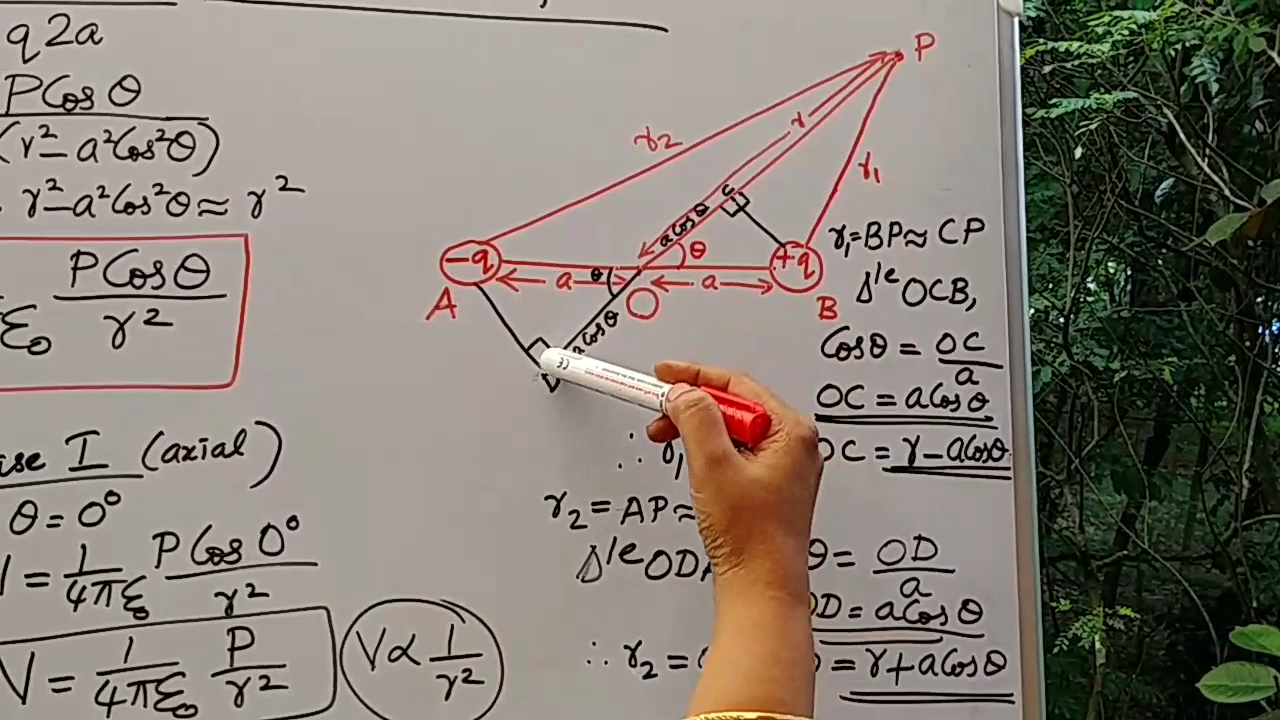 q2a
PCosθ
(r²-a²Cos²θ)
r²-a²Cos²θ≈ r²
ε₀ PCosθ/r²
Case I (axial)
θ=0°
V = 1/4πε₀ PCos0°/r²
V = 1/4πε₀ P/r²
V∝ 1/r²
P
r₂
r
r₁
C
aCosθ
-q
θ
θ
+q
a
a
A
O
B
aCosθ
r₁=BP≈CP
Δle OCB,
Cosθ = OC/a
OC = aCosθ
∴ r₁ OC = r-aCosθ
r₂=AP≈
Δle OD θ= OD/a
OD=aCosθ
∴ r₂= = r+aCosθ